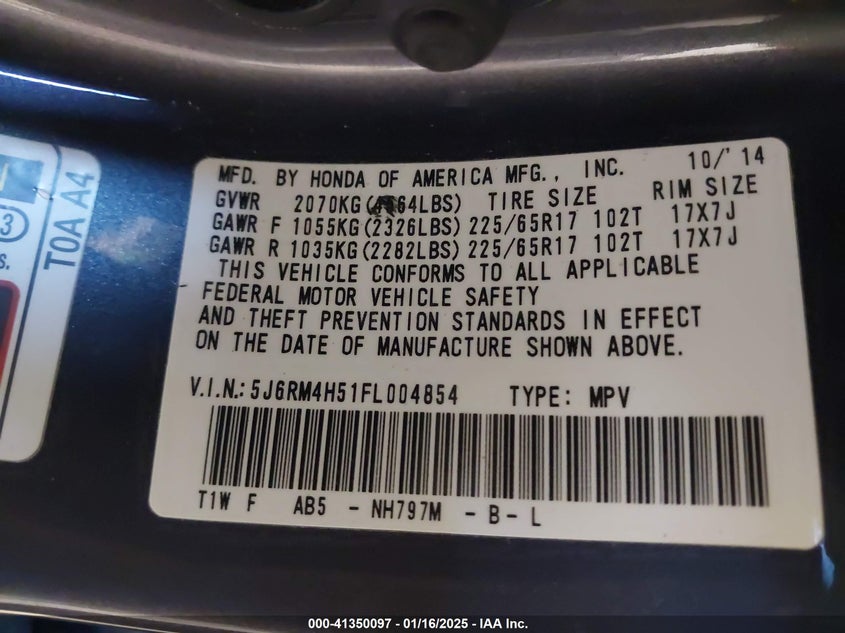 MFD. BY HONDA OF AMERICA MFG., INC. 10/'14
GVWR 2070KG( 64LBS) TIRE SIZE RIM SIZE
GAWR F 1055KG(2326LBS) 225/65R17 102T 17X7J
GAWR R 1035KG(2282LBS) 225/65R17 102T 17X7J
THIS VEHICLE CONFORMS TO ALL APPLICABLE
FEDERAL MOTOR VEHICLE SAFETY
AND THEFT PREVENTION STANDARDS IN EFFECT
ON THE DATE OF MANUFACTURE SHOWN ABOVE.
V.I.N.: 5J6RM4H51FL004854 TYPE: MPV
T1W F AB5 - NH797M - B - L
TOA A4
3
s.
000-41350097 - 01/16/2025 - IAA Inc.